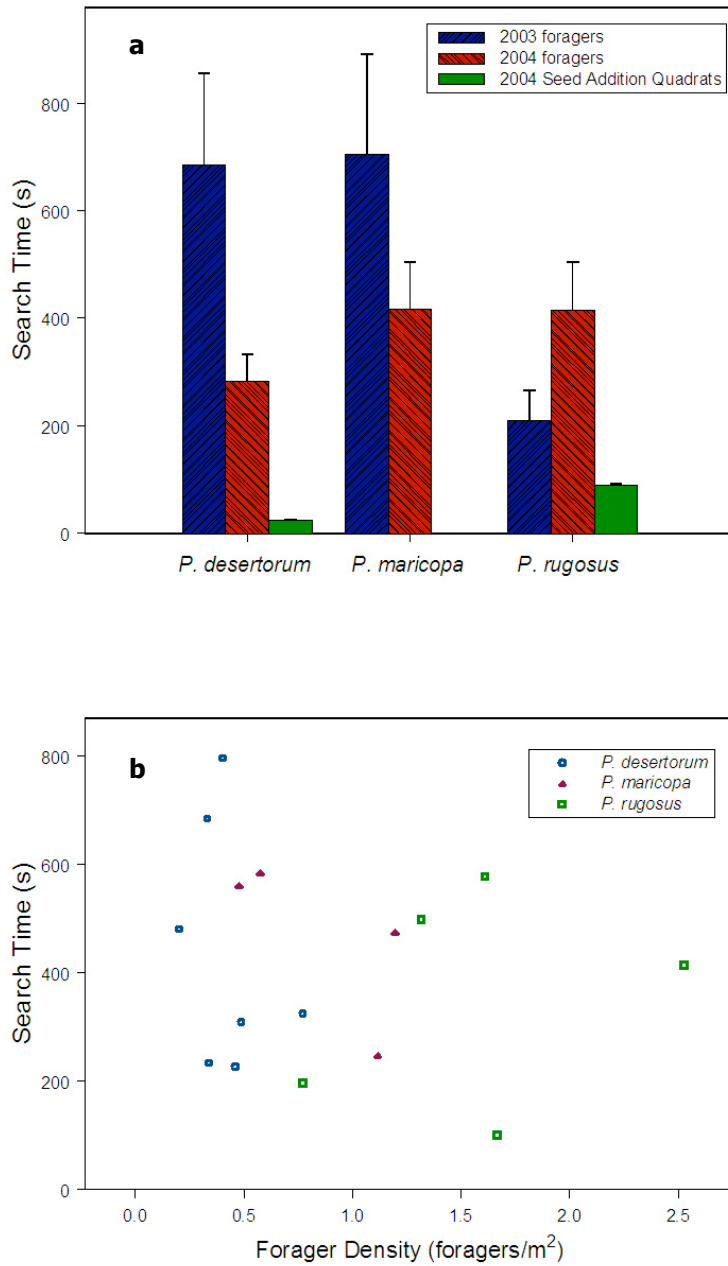 a
2003 foragers
2004 foragers
2004 Seed Addition Quadrats
Search Time (s)
800
600
400
200
0
P. desertorum P. maricopa P. rugosus
b
P. desertorum
P. maricopa
P. rugosus
Search Time (s)
800
600
400
200
0
0.0 0.5 1.0 1.5 2.0 2.5
Forager Density (foragers/m²)